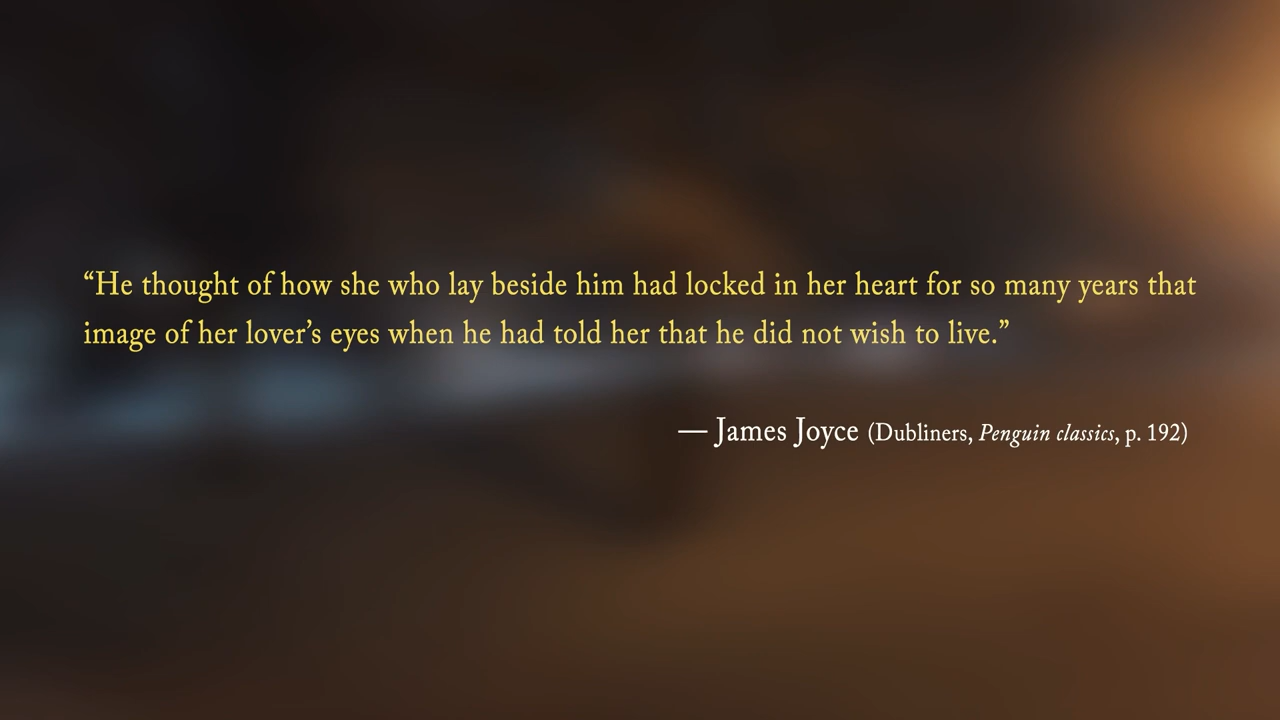 “He thought of how she who lay beside him had locked in her heart for so many years that
image of her lover’s eyes when he had told her that he did not wish to live.”
— James Joyce (Dubliners, Penguin classics, p. 192)